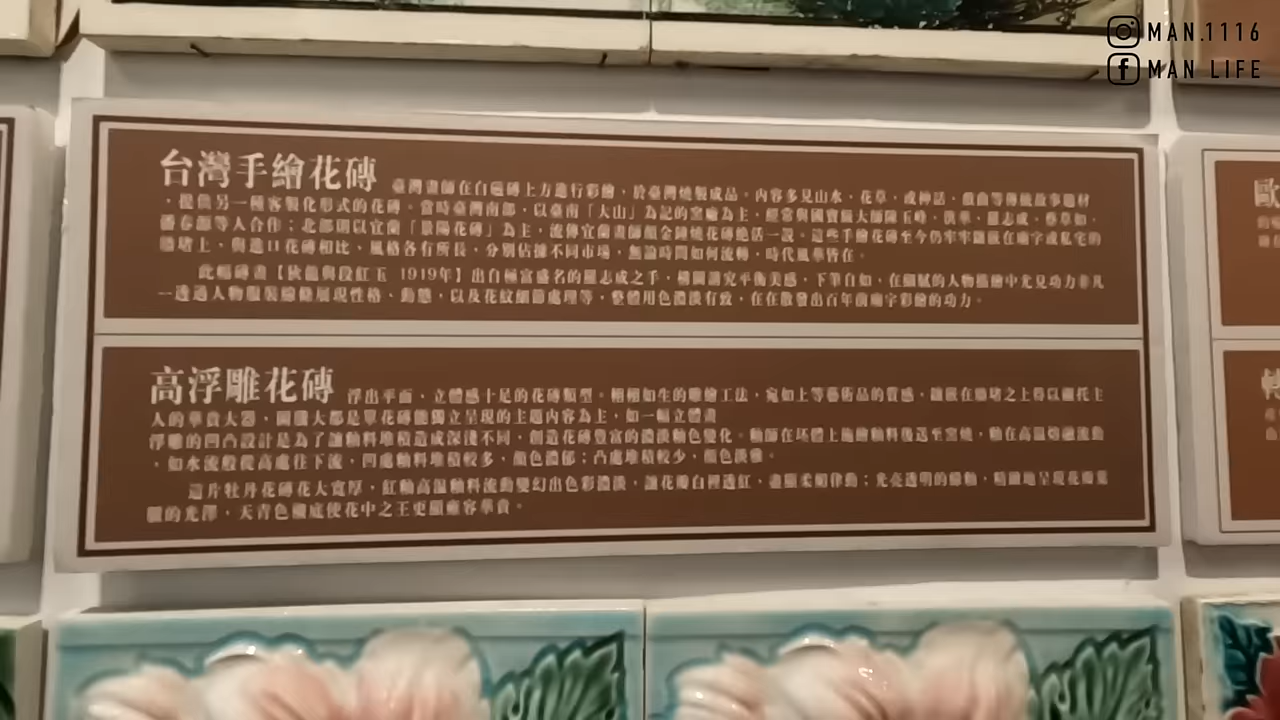 MAN.1116
MAN LIFE
台灣手繪花磚 臺灣畫師在白磁磚上方進行彩繪，於臺灣燒製成品。內容多見山水、花草、或神話、戲曲等傳統故事題材
，提供另一種客製化形式的花磚。當時臺灣南部，以臺南「大山」為記的窯廠為主，經常與國寶級大師陳玉峰、潘麗水、蔡草如、
潘春源等人合作；北部則以宜蘭「景陽花磚」為主，流傳宜蘭畫師顏金鐘燒花磚絶活一說。這些手繪花磚至今仍牢牢鑲嵌在廟宇或私宅的
牆堵上，與進口花磚相比，風格各有所長，分別佔據不同市場，無論時間如何流轉，時代風華皆在。
此幅磚畫【狄龍與段紅玉 1919年】出自極富盛名的羅志成之手，構圖講究平衡美感，下筆自如，在細膩的人物描繪中尤見功力非凡
一透過人物服裝線條展現性格、動態，以及花紋細節處理等，整體用色濃淡有致，在在散發出百年前廟宇彩繪的功力。
高浮雕花磚 浮出平面、立體感十足的花磚類型。栩栩如生的雕繪工法，宛如上等藝術品的質感，鑲嵌在牆堵之上得以襯托主
人的華貴大器，圖騰大都是單花磚能獨立呈現的主題內容為主，如一幅立體畫
浮雕的凹凸設計是為了讓釉料堆積造成深淺不同，創造花磚豐富的濃淡釉色變化。釉師在坯體上施繪釉料後送至窯燒，釉在高溫熔融流動
，如水流般從高處往下流，凹處釉料堆積較多，顏色濃郁；凸處堆積較少，顏色淡雅。
這片牡丹花磚花大寬厚，紅釉高溫釉料流動變幻出色彩濃淡，讓花瓣白裡透紅，盡顯柔媚律動；光亮透明的綠釉，精緻地呈現花瓣葉
脈的光澤，天青色襯底使花中之王更顯雍容華貴。